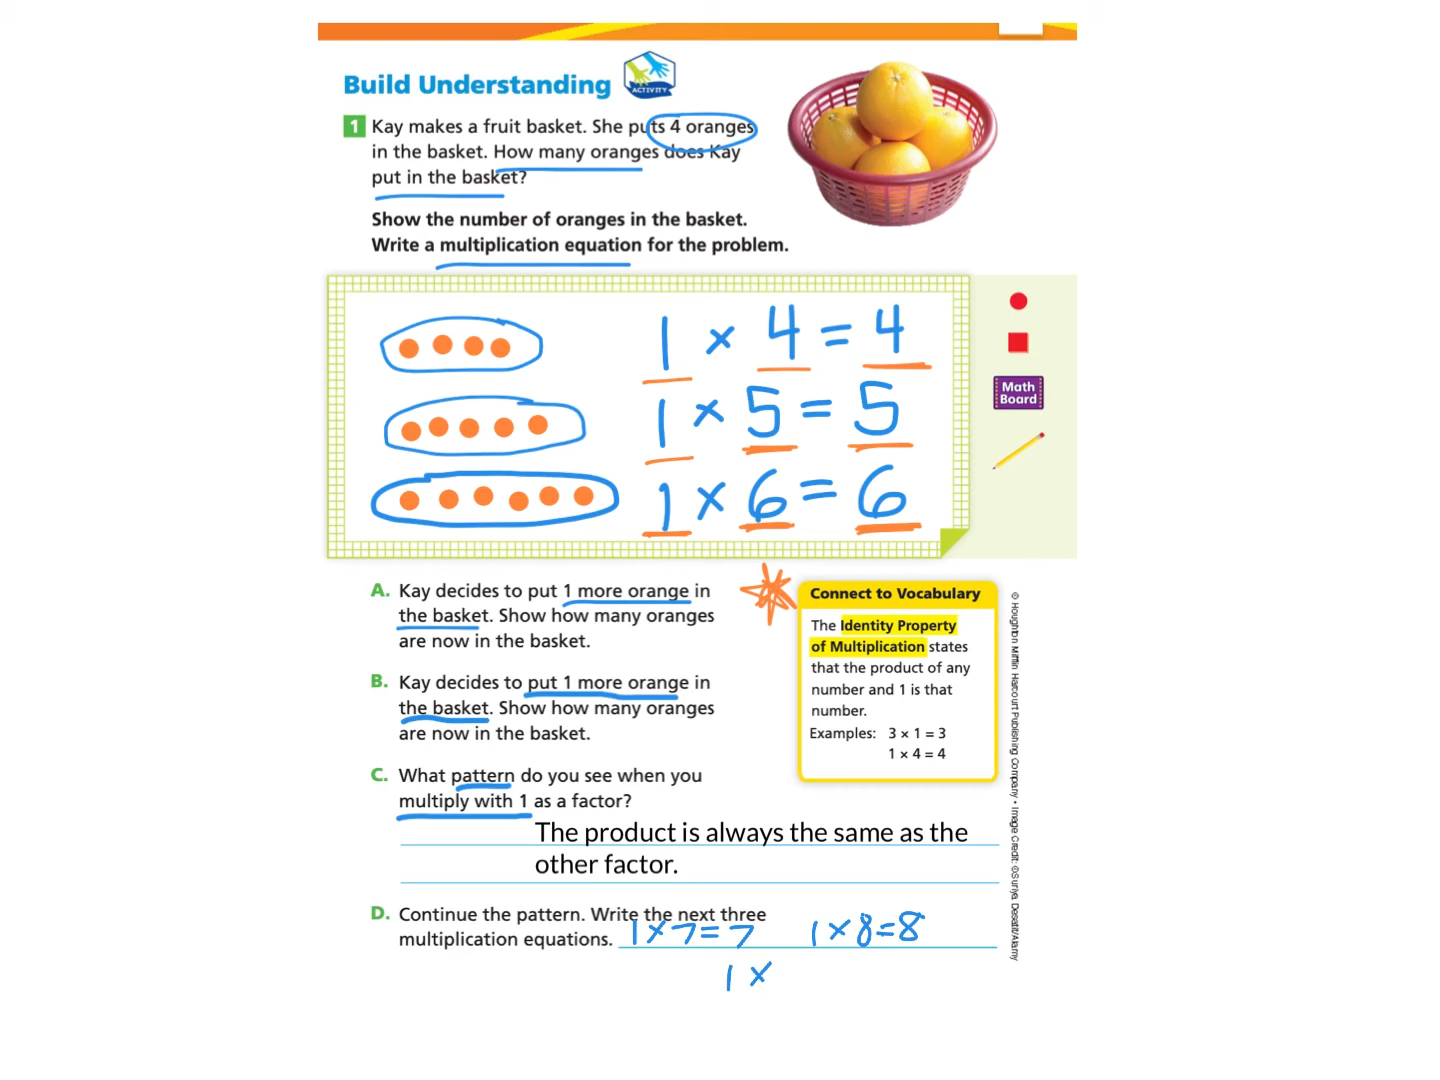 Build Understanding
ACTIVITY
1 Kay makes a fruit basket. She puts 4 oranges
in the basket. How many oranges does Kay
put in the basket?
Show the number of oranges in the basket.
Write a multiplication equation for the problem.
1 × 4 = 4
1 × 5 = 5
1 × 6 = 6
Math
Board
A. Kay decides to put 1 more orange in
the basket. Show how many oranges
are now in the basket.
B. Kay decides to put 1 more orange in
the basket. Show how many oranges
are now in the basket.
C. What pattern do you see when you
multiply with 1 as a factor?
The product is always the same as the
other factor.
D. Continue the pattern. Write the next three
multiplication equations. 1 × 7 = 7 1 × 8 = 8
1 ×
Connect to Vocabulary
The Identity Property
of Multiplication states
that the product of any
number and 1 is that
number.
Examples: 3 × 1 = 3
1 × 4 = 4
© Houghton Mifflin Harcourt Publishing Company • Image Credit: ©Suriya Desatit/Alamy